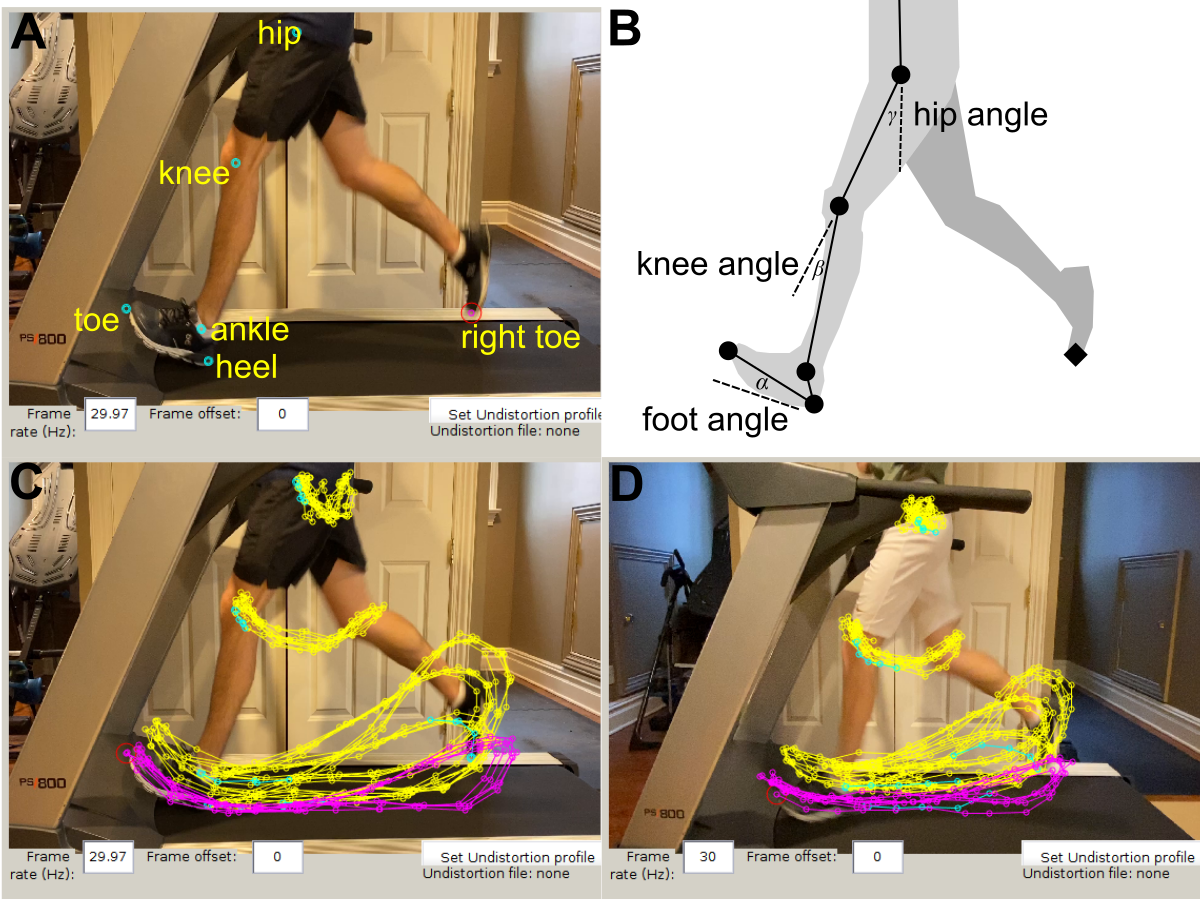 A
hip
knee
toe
ankle
heel
right toe
PS 800
Frame
rate (Hz):
29.97
Frame offset:
0
Set Undistortion profile
Undistortion file: none
B
γ
hip angle
knee angle
β
α
foot angle
C
PS 800
Frame
rate (Hz):
29.97
Frame offset:
0
Set Undistortion profile
Undistortion file: none
D
PS 800
Frame
rate (Hz):
30
Frame offset:
0
Set Undistortion profile
Undistortion file: none